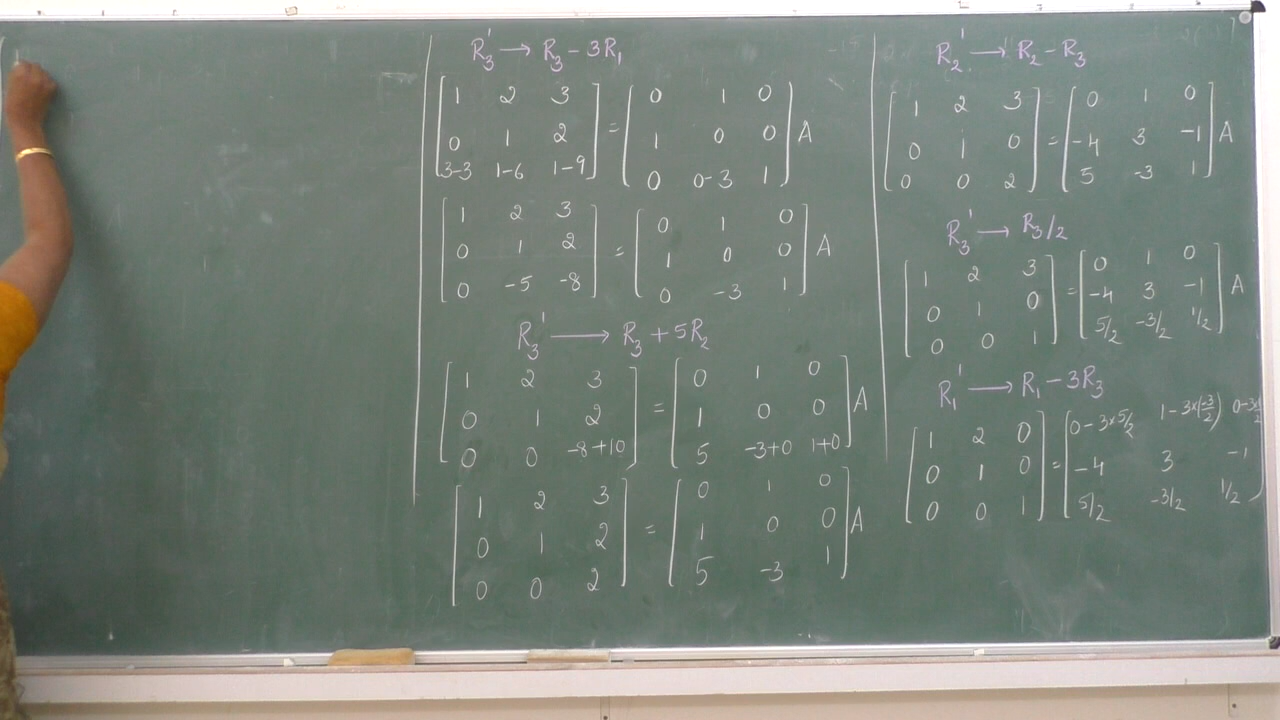 R₃' → R₃ - 3R₁
[1 2 3] = [0 1 0] A
[0 1 2] [1 0 0]
[3-3 1-6 1-9] [0 0-3 1]
[1 2 3] = [0 1 0] A
[0 1 2] [1 0 0]
[0 -5 -8] [0 -3 1]
R₃' → R₃ + 5R₂
[1 2 3] = [0 1 0] A
[0 1 2] [1 0 0]
[0 0 -8+10] [5 -3+0 1+0]
[1 2 3] = [0 1 0] A
[0 1 2] [1 0 0]
[0 0 2] [5 -3 1]
R₂' → R₂ - R₃
[1 2 3] = [0 1 0] A
[0 1 0] [-4 3 -1]
[0 0 2] [5 -3 1]
R₃' → R₃/2
[1 2 3] = [0 1 0] A
[0 1 0] [-4 3 -1]
[0 0 1] [5/2 -3/2 1/2]
R₁' → R₁ - 3R₃
[1 2 0] = [0-3×5/2 1-3×(-3/2) 0-3×1/2]
[0 1 0] [-4 3 -1]
[0 0 1] [5/2 -3/2 1/2]